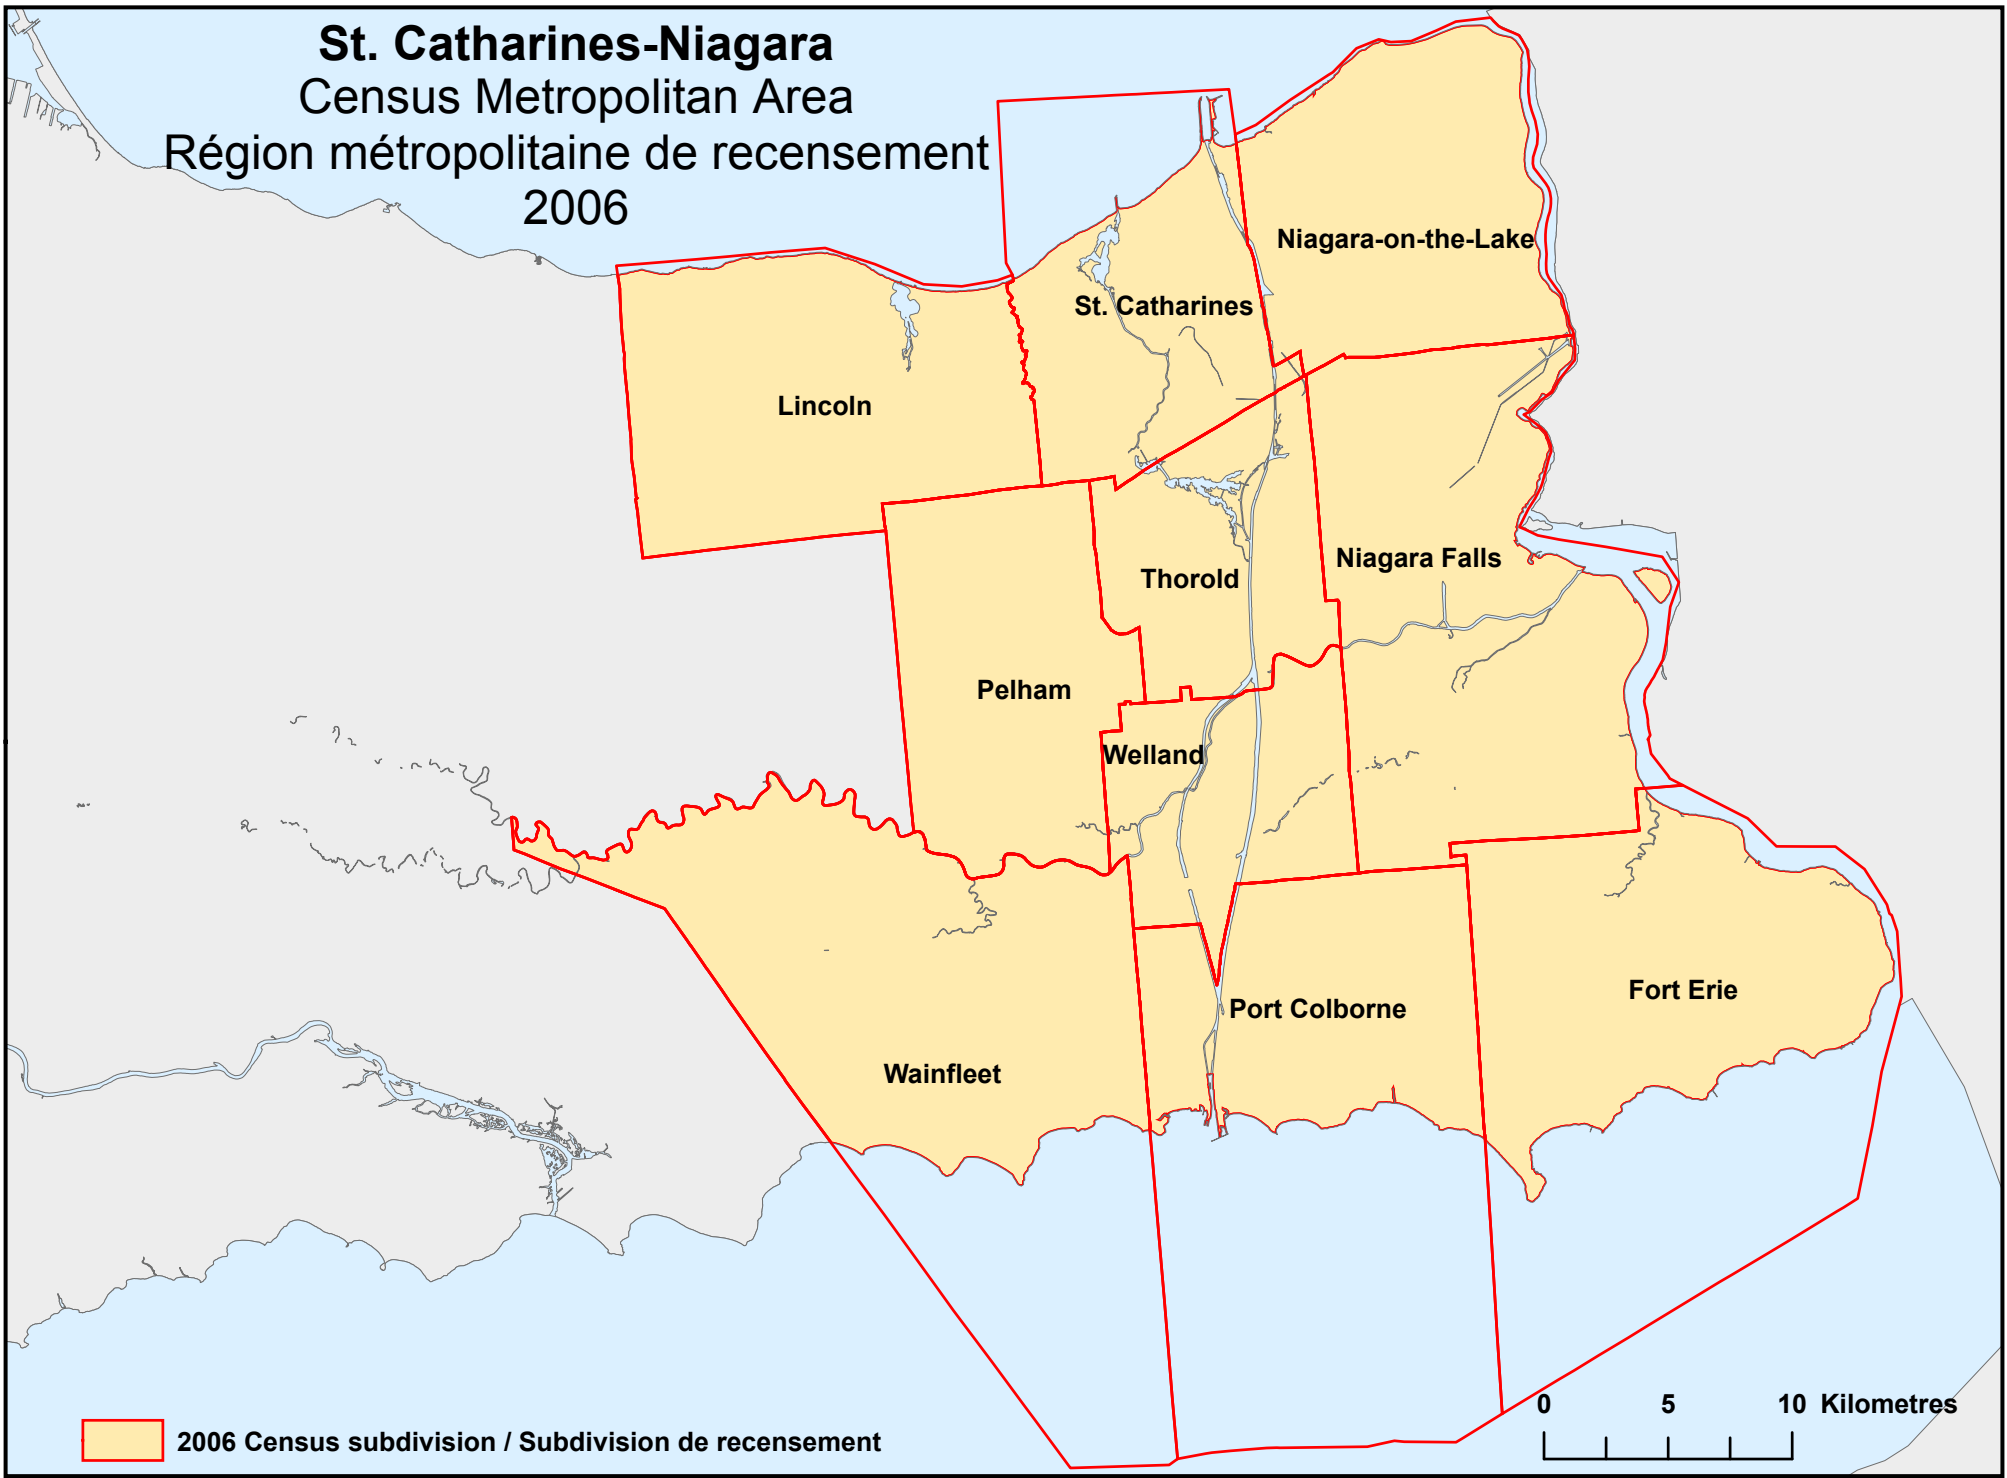 St. Catharines-Niagara
Census Metropolitan Area
Région métropolitaine de recensement
2006
Niagara-on-the-Lake
St. Catharines
Lincoln
Niagara Falls
Thorold
Pelham
Welland
Fort Erie
Port Colborne
Wainfleet
0 5 10 Kilometres
2006 Census subdivision / Subdivision de recensement